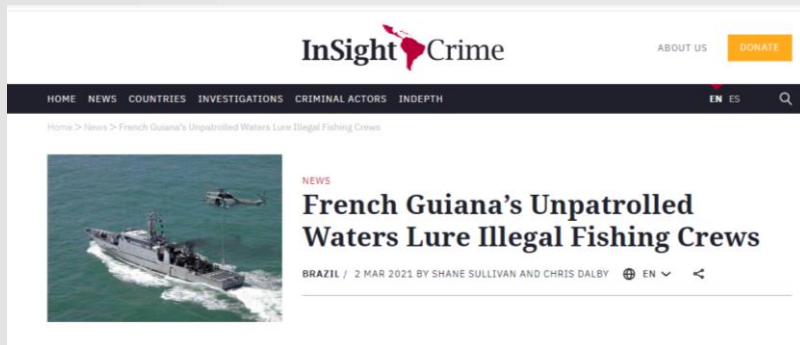 InSight Crime
ABOUT US
DONATE
HOME NEWS COUNTRIES INVESTIGATIONS CRIMINAL ACTORS INDEPTH
EN ES
Home > News > French Guiana's Unpatrolled Waters Lure Illegal Fishing Crews
NEWS
French Guiana’s Unpatrolled
Waters Lure Illegal Fishing Crews
BRAZIL / 2 MAR 2021 BY SHANE SULLIVAN AND CHRIS DALBY EN